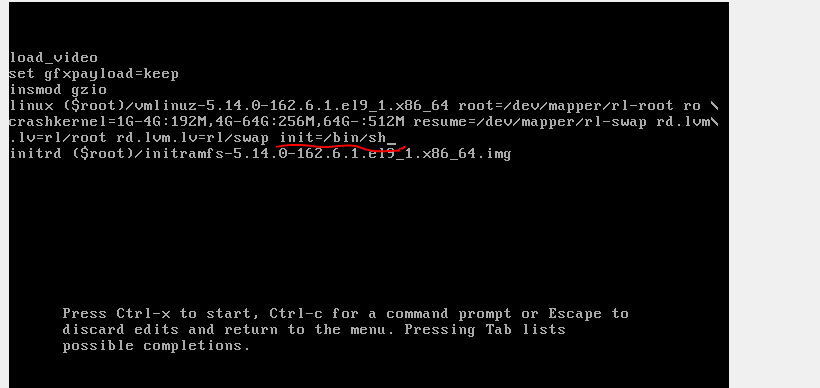 load_video
set gfxpayload=keep
insmod gzio
linux ($root)/vmlinuz-5.14.0-162.6.1.el9_1.x86_64 root=/dev/mapper/rl-root ro \
crashkernel=1G-4G:192M,4G-64G:256M,64G-:512M resume=/dev/mapper/rl-swap rd.lvm\
.lv=rl/root rd.lvm.lv=rl/swap init=/bin/sh_
initrd ($root)/initramfs-5.14.0-162.6.1.el9_1.x86_64.img
Press Ctrl-x to start, Ctrl-c for a command prompt or Escape to
discard edits and return to the menu. Pressing Tab lists
possible completions.